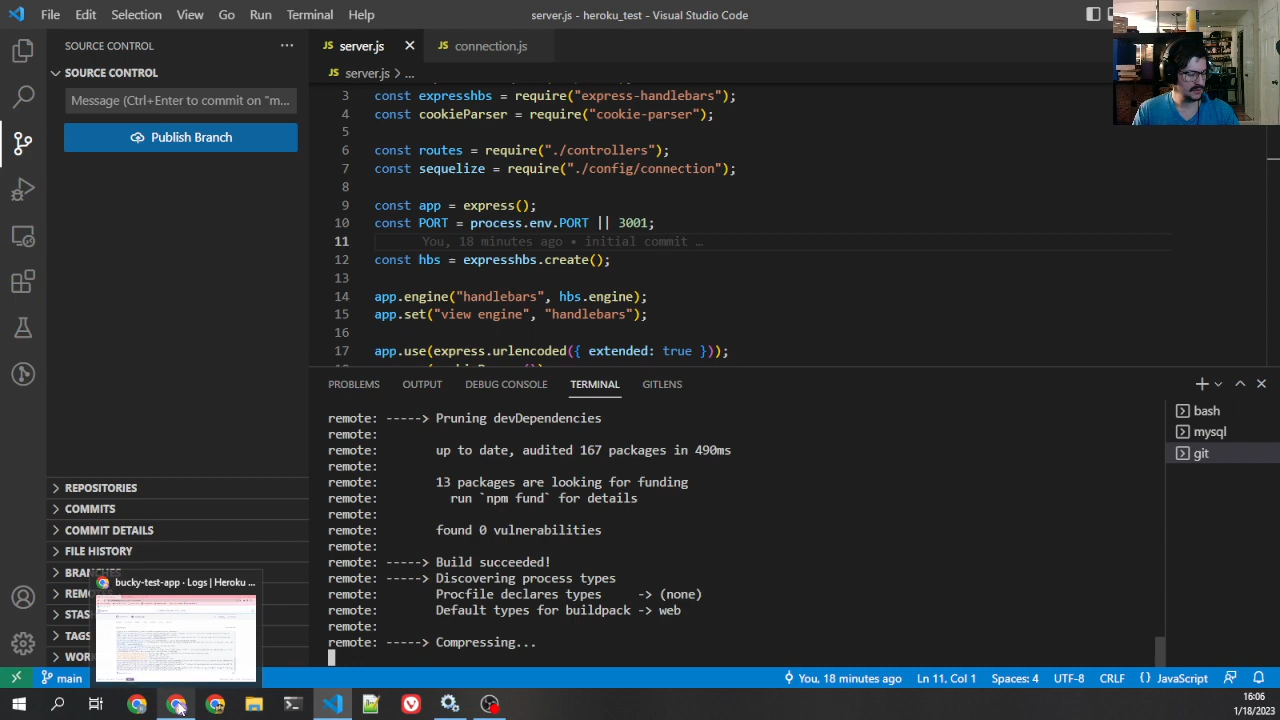 File Edit Selection View Go Run Terminal Help
server.js - heroku_test - Visual Studio Code
SOURCE CONTROL
server.js
connection.js
SOURCE CONTROL
server.js > ...
Message (Ctrl+Enter to commit on "m...
Publish Branch
3 const expresshbs = require("express-handlebars");
4 const cookieParser = require("cookie-parser");
5
6 const routes = require("./controllers");
7 const sequelize = require("./config/connection");
8
9 const app = express();
10 const PORT = process.env.PORT || 3001;
11 You, 18 minutes ago • initial commit …
12 const hbs = expresshbs.create();
13
14 app.engine("handlebars", hbs.engine);
15 app.set("view engine", "handlebars");
16
17 app.use(express.urlencoded({ extended: true }));
PROBLEMS OUTPUT DEBUG CONSOLE TERMINAL GITLENS
remote: -----> Pruning devDependencies
remote:
remote: up to date, audited 167 packages in 490ms
remote:
remote: 13 packages are looking for funding
remote: run `npm fund` for details
remote:
remote: found 0 vulnerabilities
remote:
remote: -----> Build succeeded!
remote: -----> Discovering process types
remote: Procfile declares types -> (none)
remote: Default types for buildpack -> web
remote:
bash
mysql
git
REPOSITORIES
COMMITS
COMMIT DETAILS
FILE HISTORY
bucky-test-app · Logs | Heroku ...
main
You, 18 minutes ago Ln 11, Col 1 Spaces: 4 UTF-8 CRLF JavaScript
16:06
1/18/2023